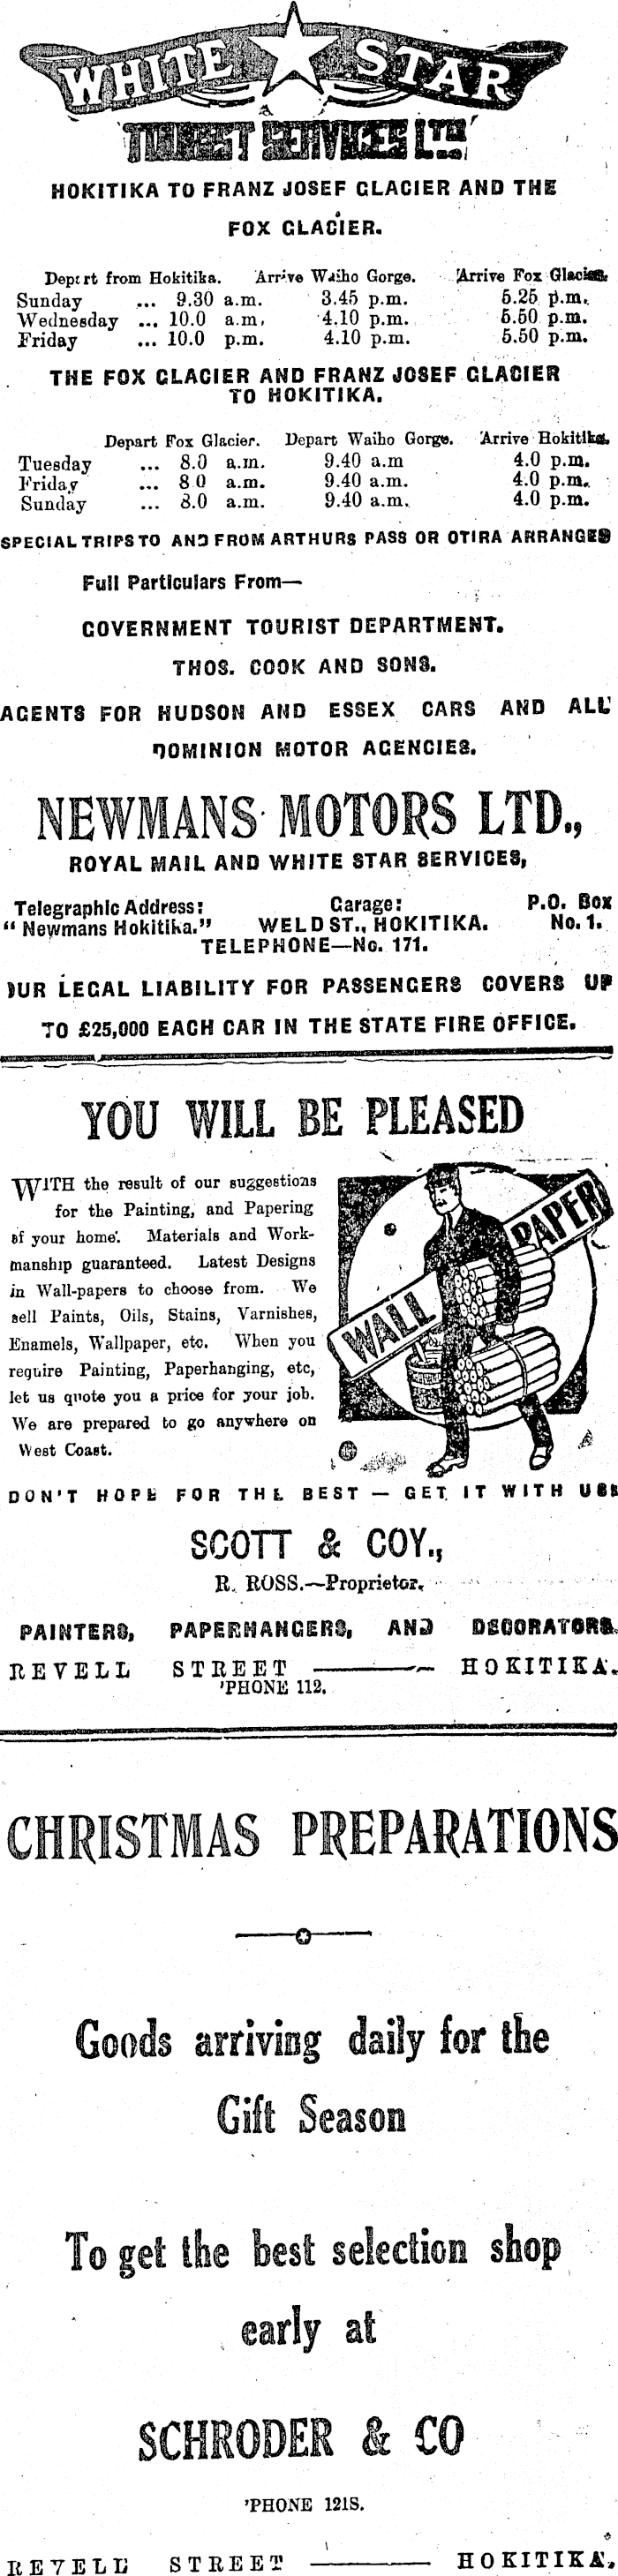 WHITE STAR
TOURIST SERVICES LTD
HOKITIKA TO FRANZ JOSEF GLACIER AND THE
FOX GLACIER.
Depart from Hokitika. Arrive Waiho Gorge. Arrive Fox Glacier.
Sunday ... 9.30 a.m. 3.45 p.m. 5.25 p.m.
Wednesday ... 10.0 a.m. 4.10 p.m. 5.50 p.m.
Friday ... 10.0 p.m. 4.10 p.m. 5.50 p.m.
THE FOX GLACIER AND FRANZ JOSEF GLACIER
TO HOKITIKA.
Depart Fox Glacier. Depart Waiho Gorge. Arrive Hokitika.
Tuesday ... 8.0 a.m. 9.40 a.m 4.0 p.m.
Friday ... 8 0 a.m. 9.40 a.m. 4.0 p.m.
Sunday ... 8.0 a.m. 9.40 a.m. 4.0 p.m.
SPECIAL TRIPS TO AND FROM ARTHURS PASS OR OTIRA ARRANGED
Full Particulars From—
GOVERNMENT TOURIST DEPARTMENT.
THOS. COOK AND SONS.
AGENTS FOR HUDSON AND ESSEX CARS AND ALL
DOMINION MOTOR AGENCIES.
NEWMANS MOTORS LTD.,
ROYAL MAIL AND WHITE STAR SERVICES,
Telegraphic Address: Garage: P.O. Box
"Newmans Hokitika." WELD ST., HOKITIKA. No. 1.
TELEPHONE—No. 171.
OUR LEGAL LIABILITY FOR PASSENGERS COVERS UP
TO £25,000 EACH CAR IN THE STATE FIRE OFFICE.
YOU WILL BE PLEASED
WITH the result of our suggestions
for the Painting, and Papering
of your home. Materials and Work-
manship guaranteed. Latest Designs
in Wall-papers to choose from. We
sell Paints, Oils, Stains, Varnishes,
Enamels, Wallpaper, etc. When you
require Painting, Paperhanging, etc,
let us quote you a price for your job.
We are prepared to go anywhere on
West Coast.
WALL PAPER
DON'T HOPE FOR THE BEST — GET IT WITH US!
SCOTT & COY.,
R. ROSS.—Proprietor.
PAINTERS, PAPERHANGERS, AND DECORATORS.
REVELL STREET ——— HOKITIKA.
'PHONE 112.
CHRISTMAS PREPARATIONS
Goods arriving daily for the
Gift Season
To get the best selection shop
early at
SCHRODER & CO
'PHONE 121S.
REVELL STREET ——— HOKITIKA.